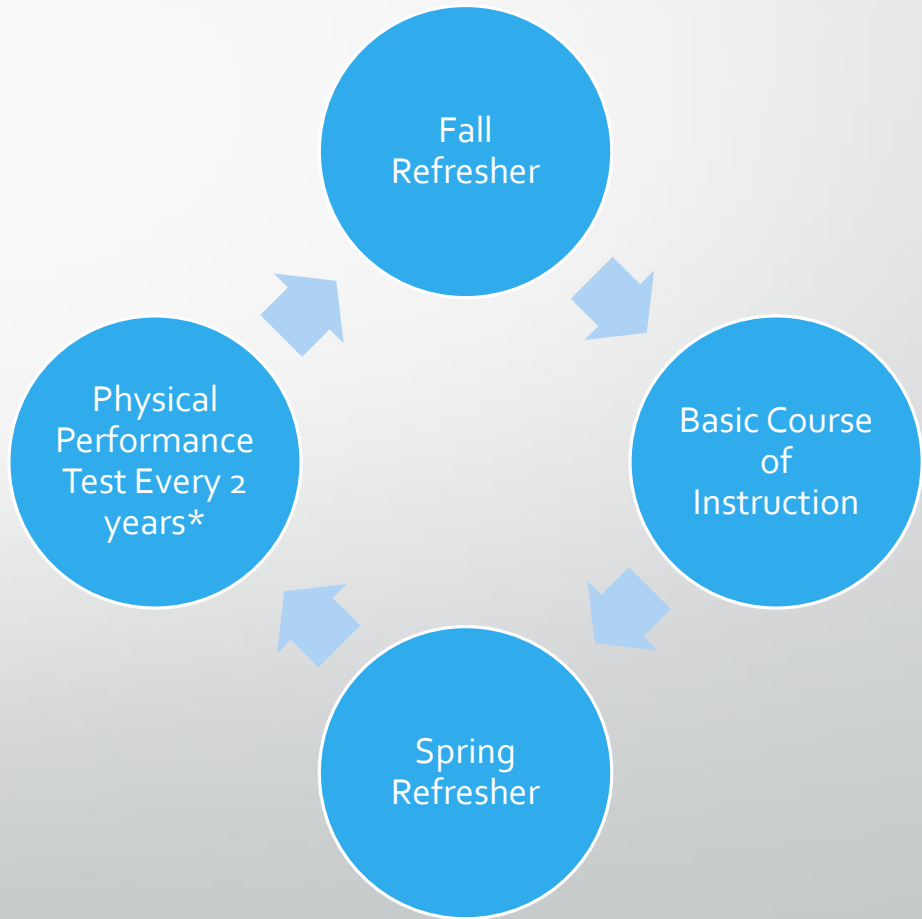 Fall
Refresher
Basic Course
of
Instruction
Spring
Refresher
Physical
Performance
Test Every 2
years*